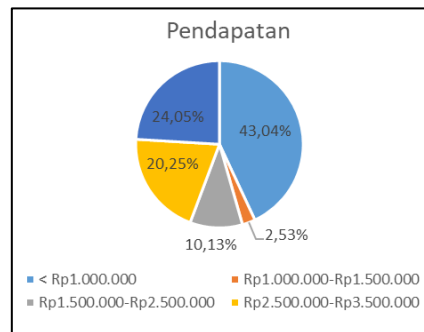 Pendapatan
24,05%
43,04%
20,25%
10,13%
2,53%
< Rp1.000.000
Rp1.000.000-Rp1.500.000
Rp1.500.000-Rp2.500.000
Rp2.500.000-Rp3.500.000